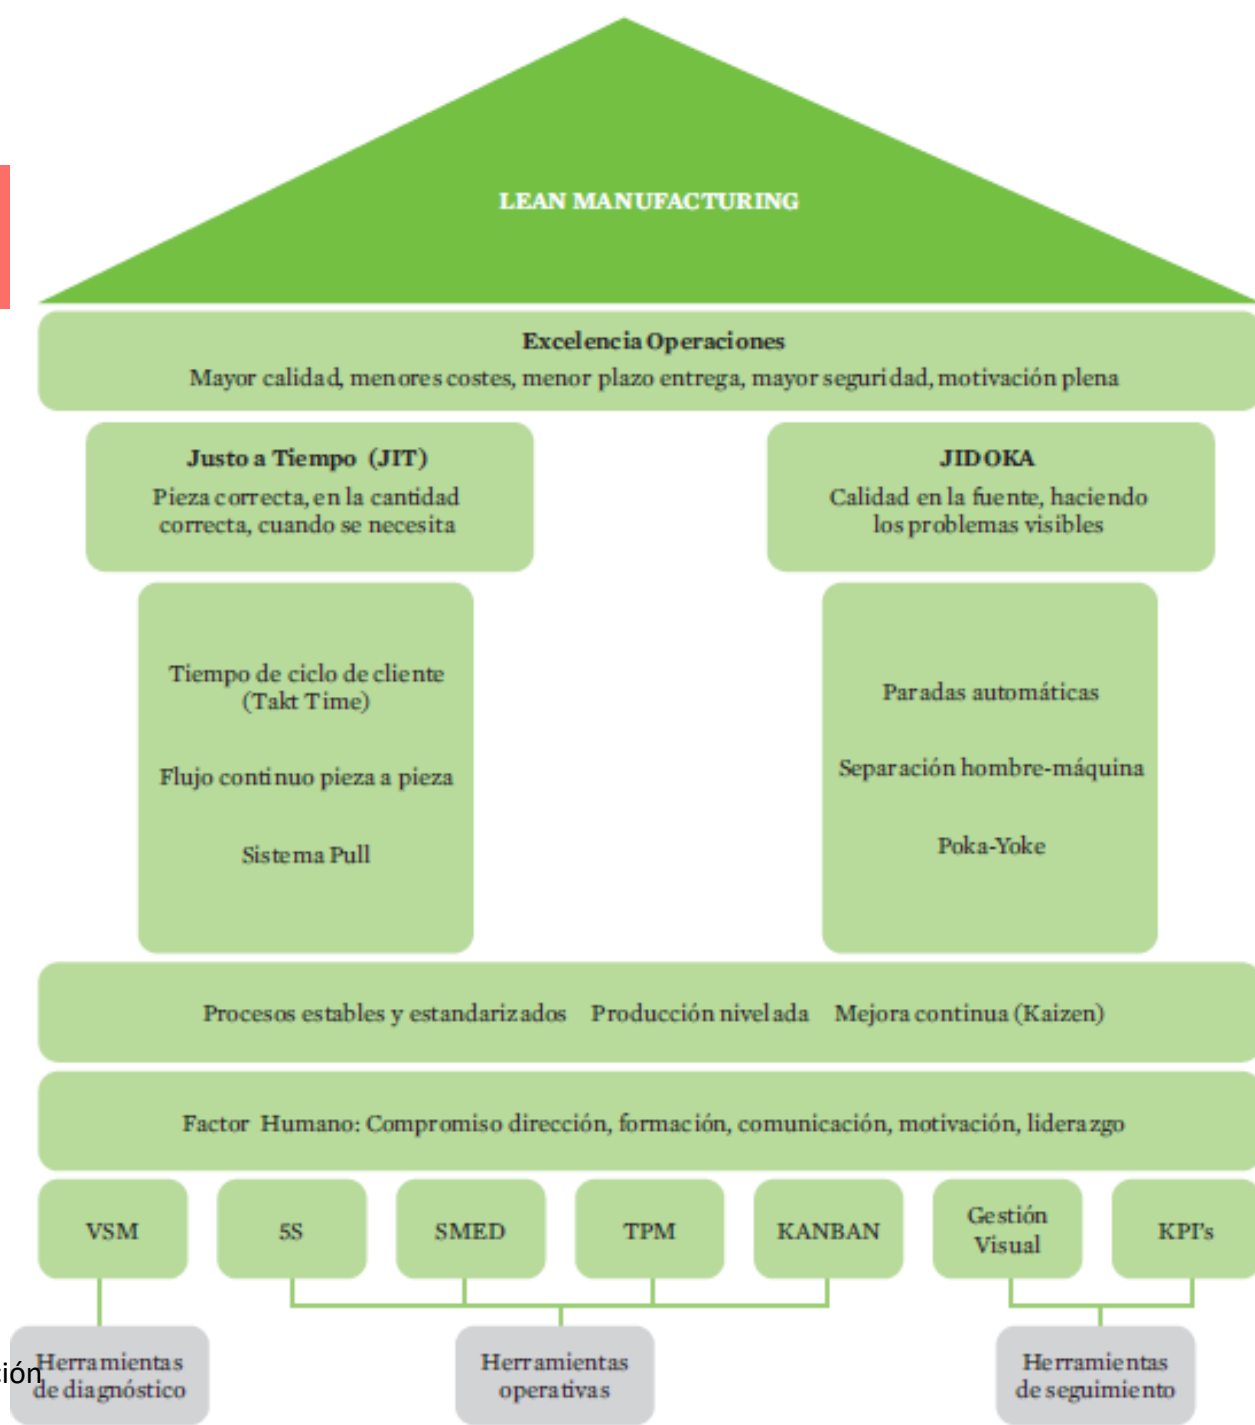 LEAN MANUFACTURING
Excelencia Operaciones
Mayor calidad, menores costes, menor plazo entrega, mayor seguridad, motivación plena
Justo a Tiempo (JIT)
Pieza correcta, en la cantidad
correcta, cuando se necesita
JIDOKA
Calidad en la fuente, haciendo
los problemas visibles
Tiempo de ciclo de cliente
(Takt Time)
Flujo continuo pieza a pieza
Sistema Pull
Paradas automáticas
Separación hombre-máquina
Poka-Yoke
Procesos estables y estandarizados Producción nivelada Mejora continua (Kaizen)
Factor Humano: Compromiso dirección, formación, comunicación, motivación, liderazgo
VSM
5S
SMED
TPM
KANBAN
Gestión
Visual
KPI's
Herramientas
de diagnóstico
Herramientas
operativas
Herramientas
de seguimiento